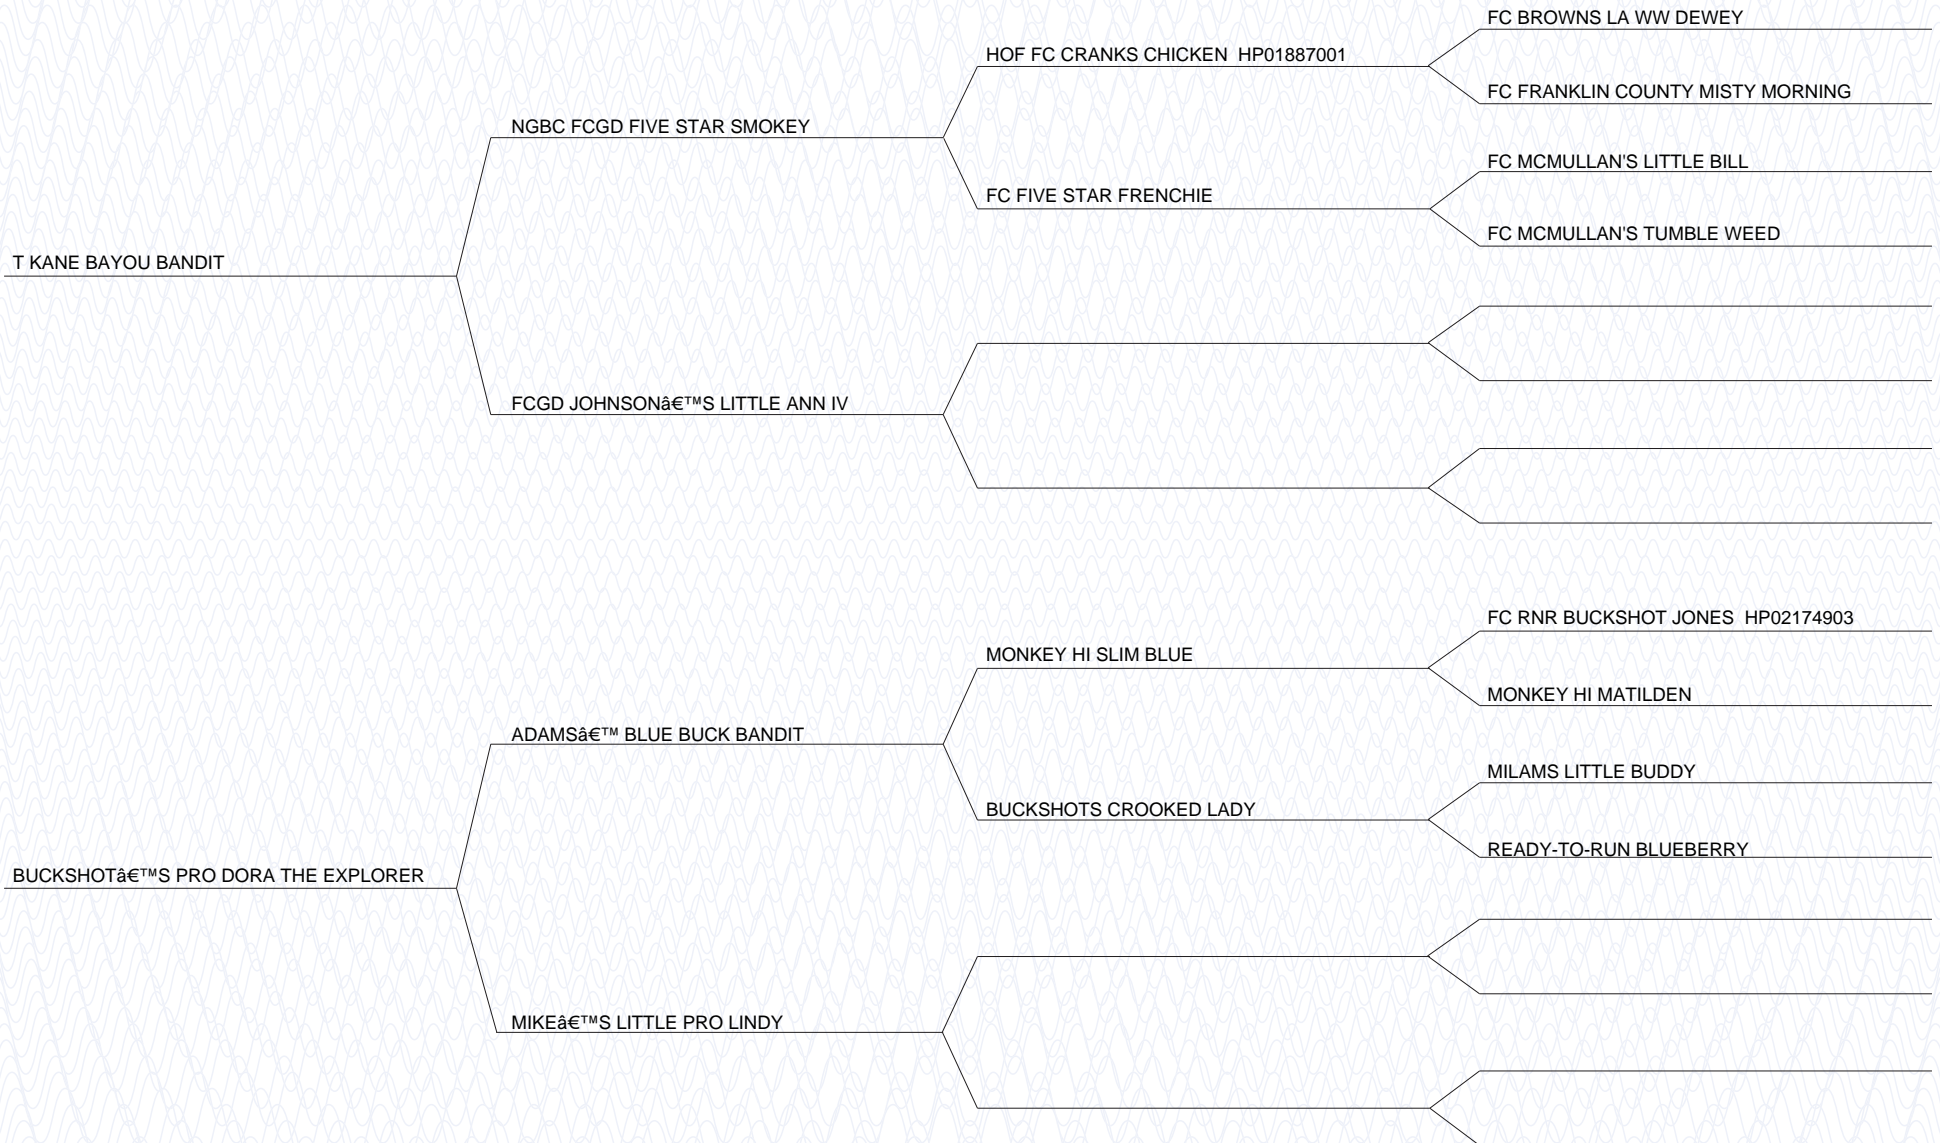 FC BROWNS LA WW DEWEY
HOF FC CRANKS CHICKEN  HP01887001
FC FRANKLIN COUNTY MISTY MORNING
NGBC FCGD FIVE STAR SMOKEY
FC MCMULLAN'S LITTLE BILL
FC FIVE STAR FRENCHIE
FC MCMULLAN'S TUMBLE WEED
T KANE BAYOU BANDIT
FCGD JOHNSONâ€™S LITTLE ANN IV
FC RNR BUCKSHOT JONES  HP02174903
MONKEY HI SLIM BLUE
MONKEY HI MATILDEN
ADAMSâ€™ BLUE BUCK BANDIT
MILAMS LITTLE BUDDY
BUCKSHOTS CROOKED LADY
READY-TO-RUN BLUEBERRY
BUCKSHOTâ€™S PRO DORA THE EXPLORER
MIKEâ€™S LITTLE PRO LINDY